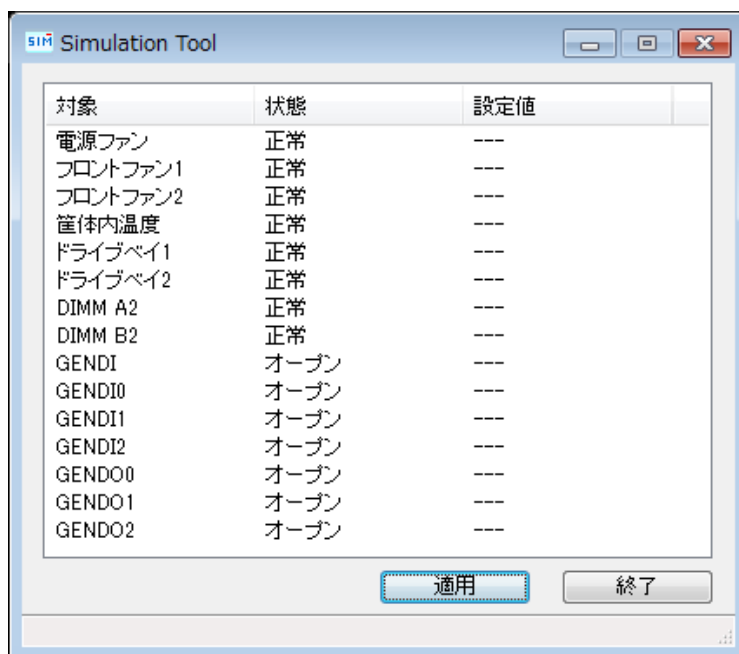 SIM Simulation Tool
対象 状態 設定値
電源ファン 正常 ---
フロントファン1 正常 ---
フロントファン2 正常 ---
筐体内温度 正常 ---
ドライブベイ1 正常 ---
ドライブベイ2 正常 ---
DIMM A2 正常 ---
DIMM B2 正常 ---
GENDI オープン ---
GENDI0 オープン ---
GENDI1 オープン ---
GENDI2 オープン ---
GENDO0 オープン ---
GENDO1 オープン ---
GENDO2 オープン ---
適用 終了